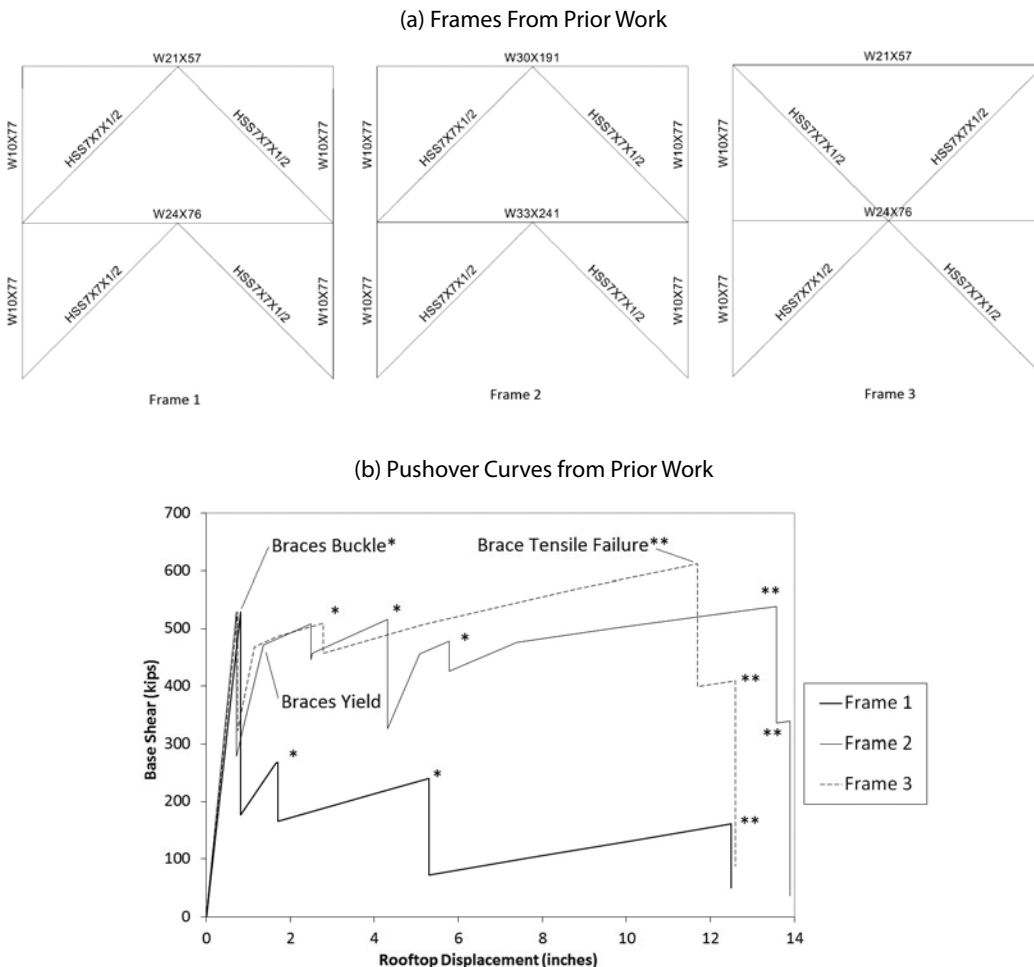 (a) Frames From Prior Work
W21X57
W10X77
HSS7X7X1/2
HSS7X7X1/2
W10X77
W24X76
W10X77
HSS7X7X1/2
HSS7X7X1/2
W10X77
Frame 1
W30X191
W10X77
HSS7X7X1/2
HSS7X7X1/2
W10X77
W33X241
W10X77
HSS7X7X1/2
HSS7X7X1/2
W10X77
Frame 2
W21X57
W10X77
HSS7X7X1/2
HSS7X7X1/2
W24X76
W10X77
HSS7X7X1/2
HSS7X7X1/2
Frame 3
(b) Pushover Curves from Prior Work
700
600
500
400
300
200
100
0
Base Shear (kips)
Braces Buckle*
Brace Tensile Failure**
Braces Yield
*
*
*
**
**
**
*
*
**
0 2 4 6 8 10 12 14
Rooftop Displacement (inches)
Frame 1
Frame 2
Frame 3